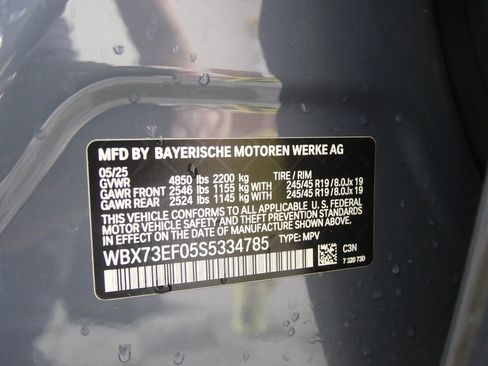 MFD BY BAYERISCHE MOTOREN WERKE AG
05/25
GVWR 4850 lbs 2200 kg TIRE / RIM
GAWR FRONT 2546 lbs 1155 kg WITH 245/45 R19 / 8.0Jx 19
GAWR REAR 2524 lbs 1145 kg WITH 245/45 R19 / 8.0Jx 19
THIS VEHICLE CONFORMS TO ALL APPLICABLE U. S. FEDERAL
MOTOR VEHICLE SAFETY, BUMPER, AND THEFT PREVENTION
STANDARDS IN EFFECT ON THE DATE OF MANUFACTURE
SHOWN ABOVE.
WBX73EF05S5334785 TYPE: MPV
C3N
7 320 730